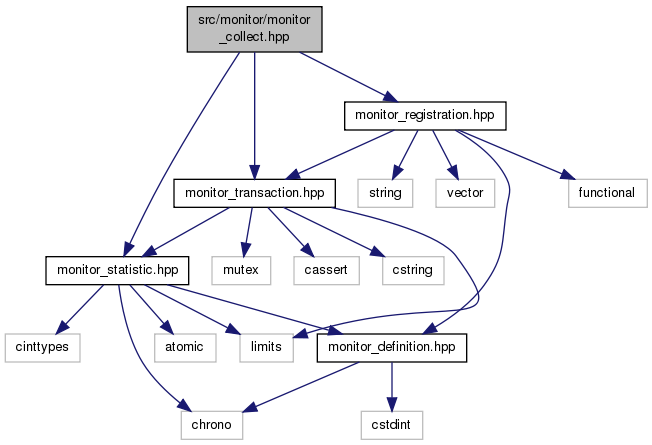 src/monitor/monitor
_collect.hpp
monitor_registration.hpp
monitor_transaction.hpp
string
vector
functional
monitor_statistic.hpp
mutex
cassert
cstring
cinttypes
atomic
limits
monitor_definition.hpp
chrono
cstdint